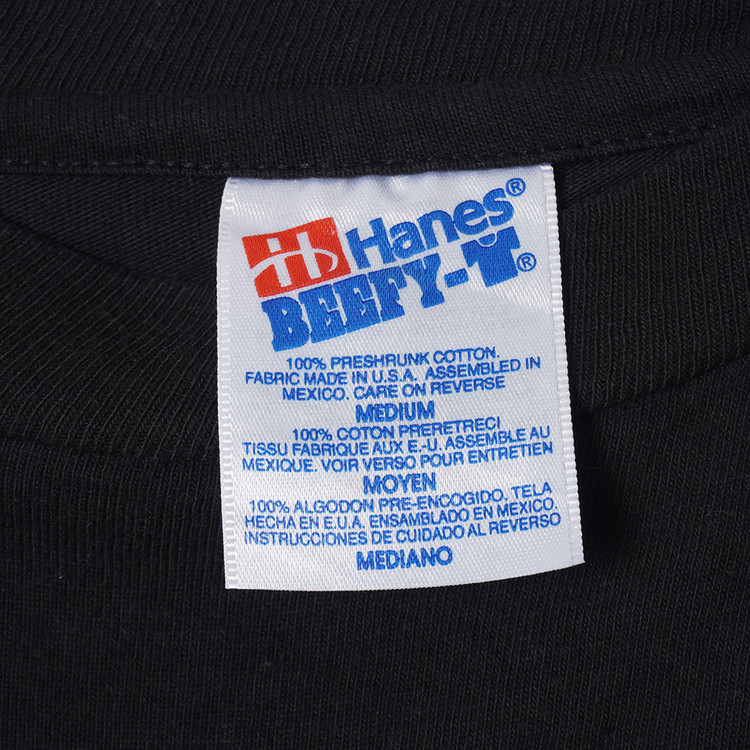 Hanes®
BEEFY-T®
100% PRESHRUNK COTTON.
FABRIC MADE IN U.S.A. ASSEMBLED IN
MEXICO. CARE ON REVERSE
MEDIUM
100% COTON PRERETRECI
TISSU FABRIQUE AUX E.-U. ASSEMBLE AU
MEXIQUE. VOIR VERSO POUR ENTRETIEN
MOYEN
100% ALGODON PRE-ENCOGIDO. TELA
HECHA EN E.U.A. ENSAMBLADO EN MEXICO.
INSTRUCCIONES DE CUIDADO AL REVERSO
MEDIANO